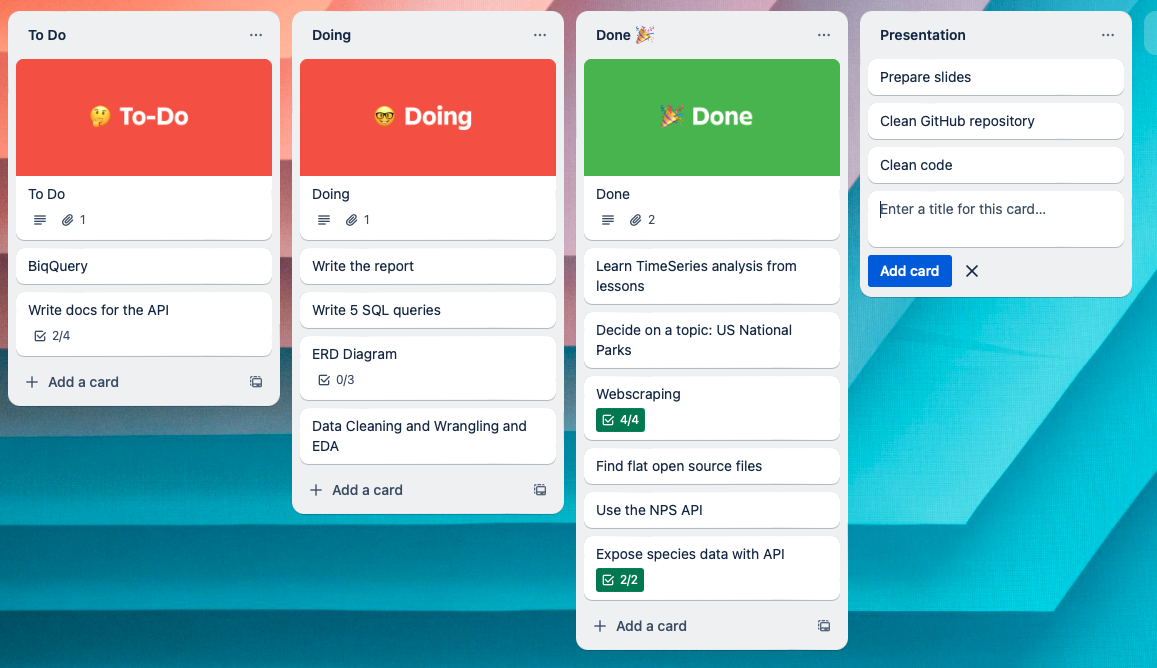 To Do
🤔 To-Do
To Do
1
BiqQuery
Write docs for the API
2/4
+ Add a card
Doing
🤓 Doing
Doing
1
Write the report
Write 5 SQL queries
ERD Diagram
0/3
Data Cleaning and Wrangling and
EDA
+ Add a card
Done 🎉
🎉 Done
Done
2
Learn TimeSeries analysis from
lessons
Decide on a topic: US National
Parks
Webscraping
4/4
Find flat open source files
Use the NPS API
Expose species data with API
2/2
+ Add a card
Presentation
Prepare slides
Clean GitHub repository
Clean code
Enter a title for this card...
Add card